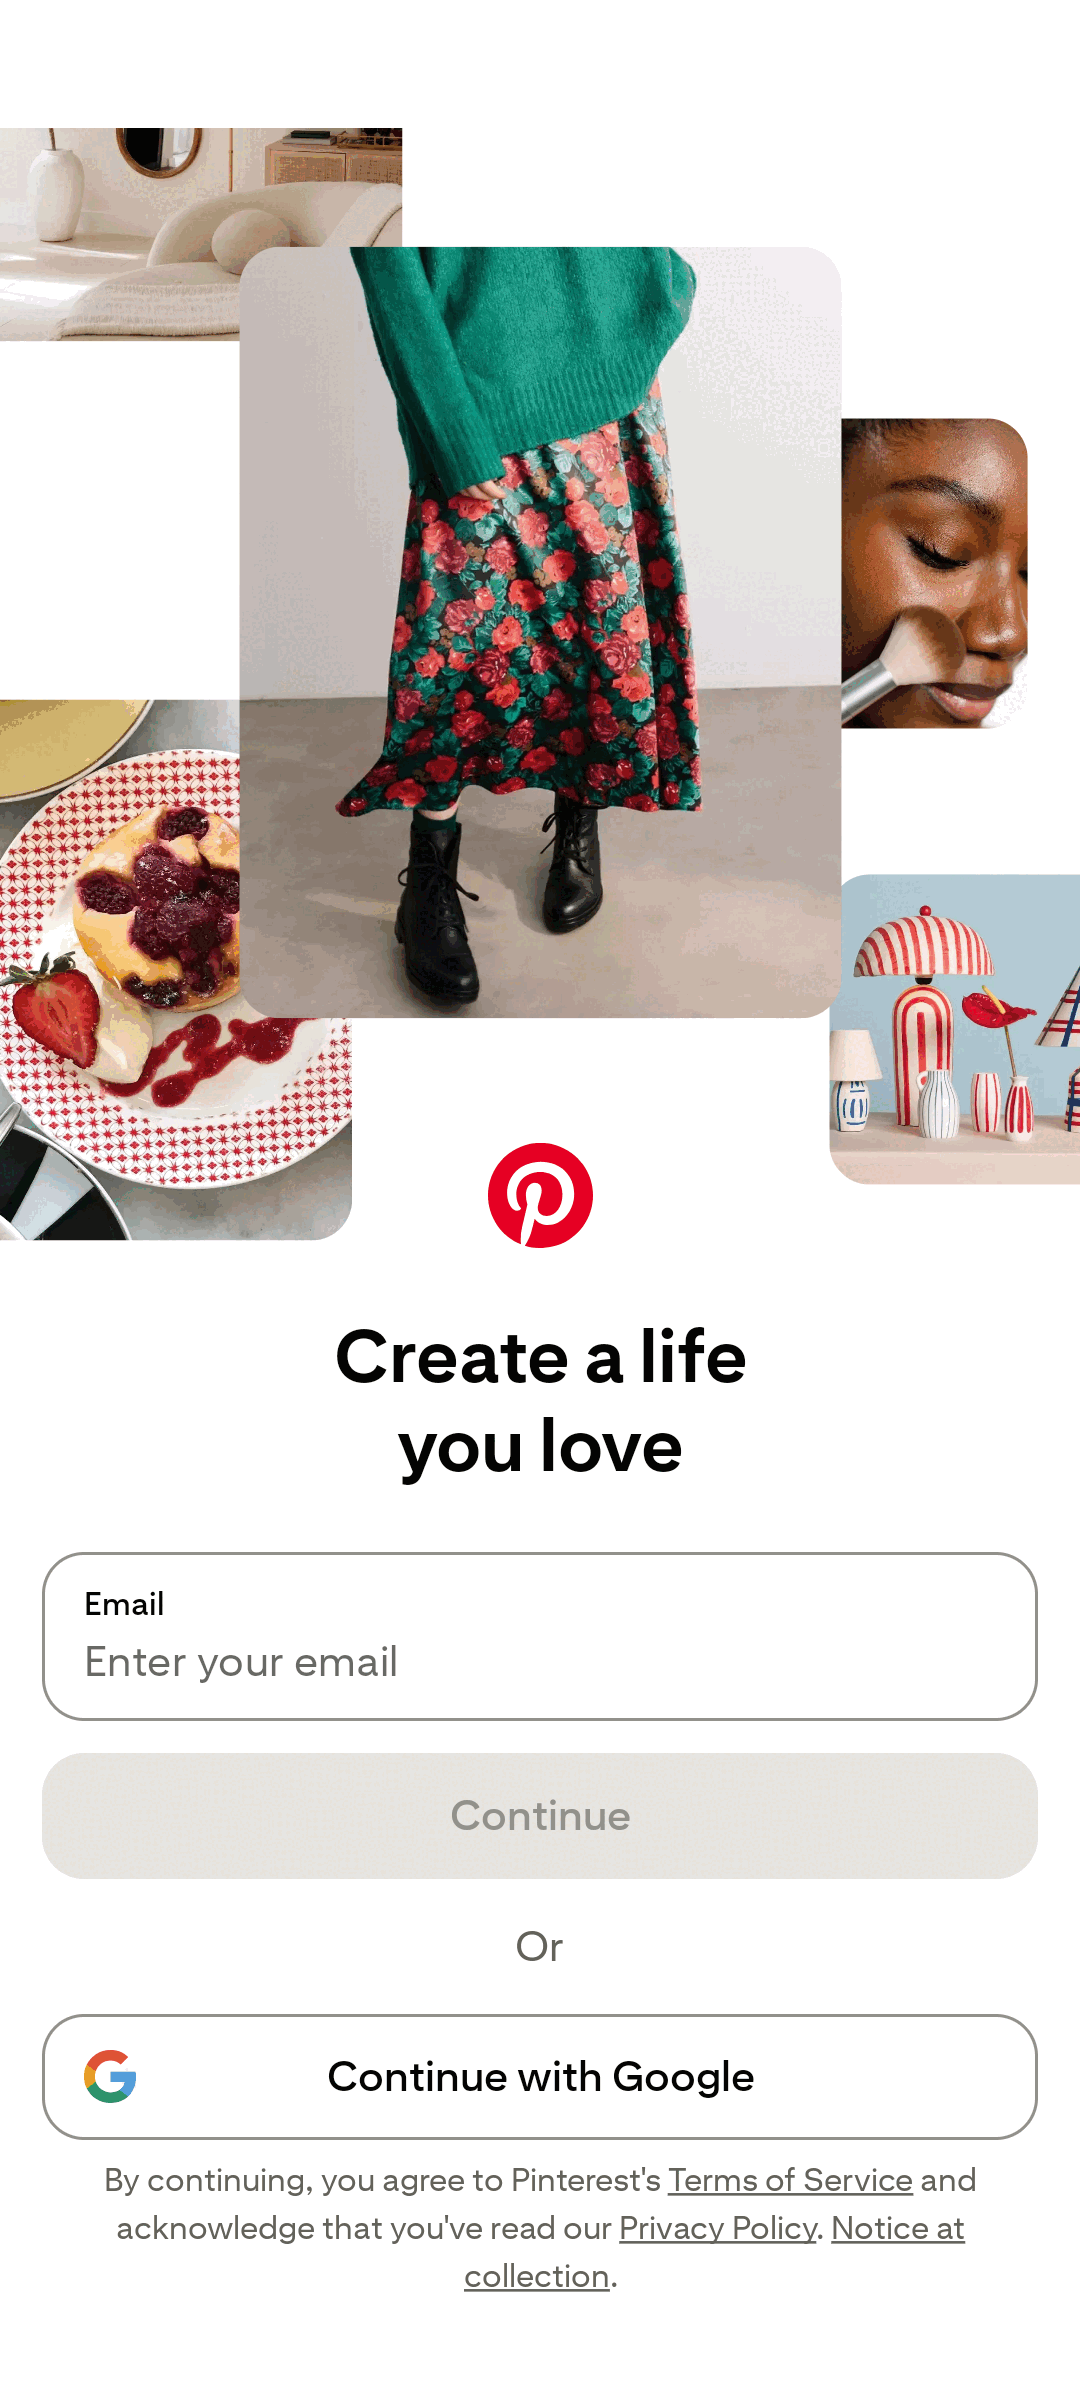 Create a life
you love
Email
Enter your email
Continue
Or
Continue with Google
By continuing, you agree to Pinterest's Terms of Service and
acknowledge that you've read our Privacy Policy. Notice at
collection.